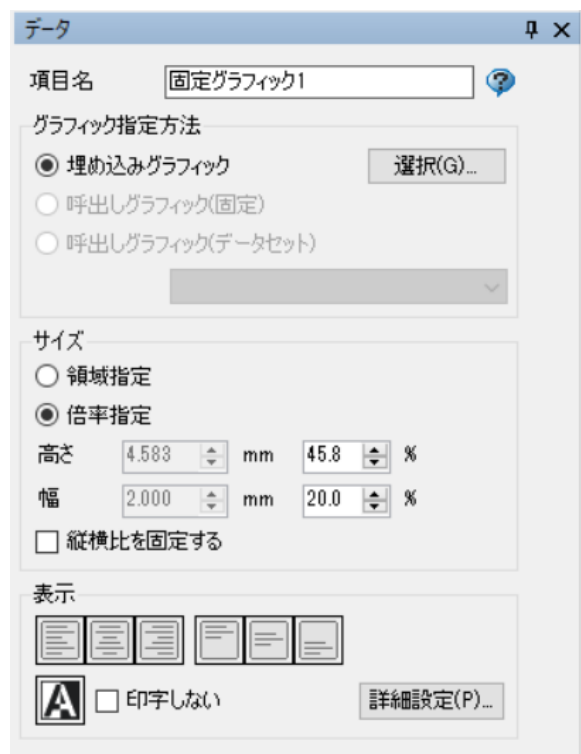 データ
項目名 固定グラフィック1
グラフィック指定方法
埋め込みグラフィック 選択(G)...
呼出しグラフィック(固定)
呼出しグラフィック(データセット)
サイズ
領域指定
倍率指定
高さ 4.583 mm 45.8 %
幅 2.000 mm 20.0 %
縦横比を固定する
表示
A 印字しない 詳細設定(P)...